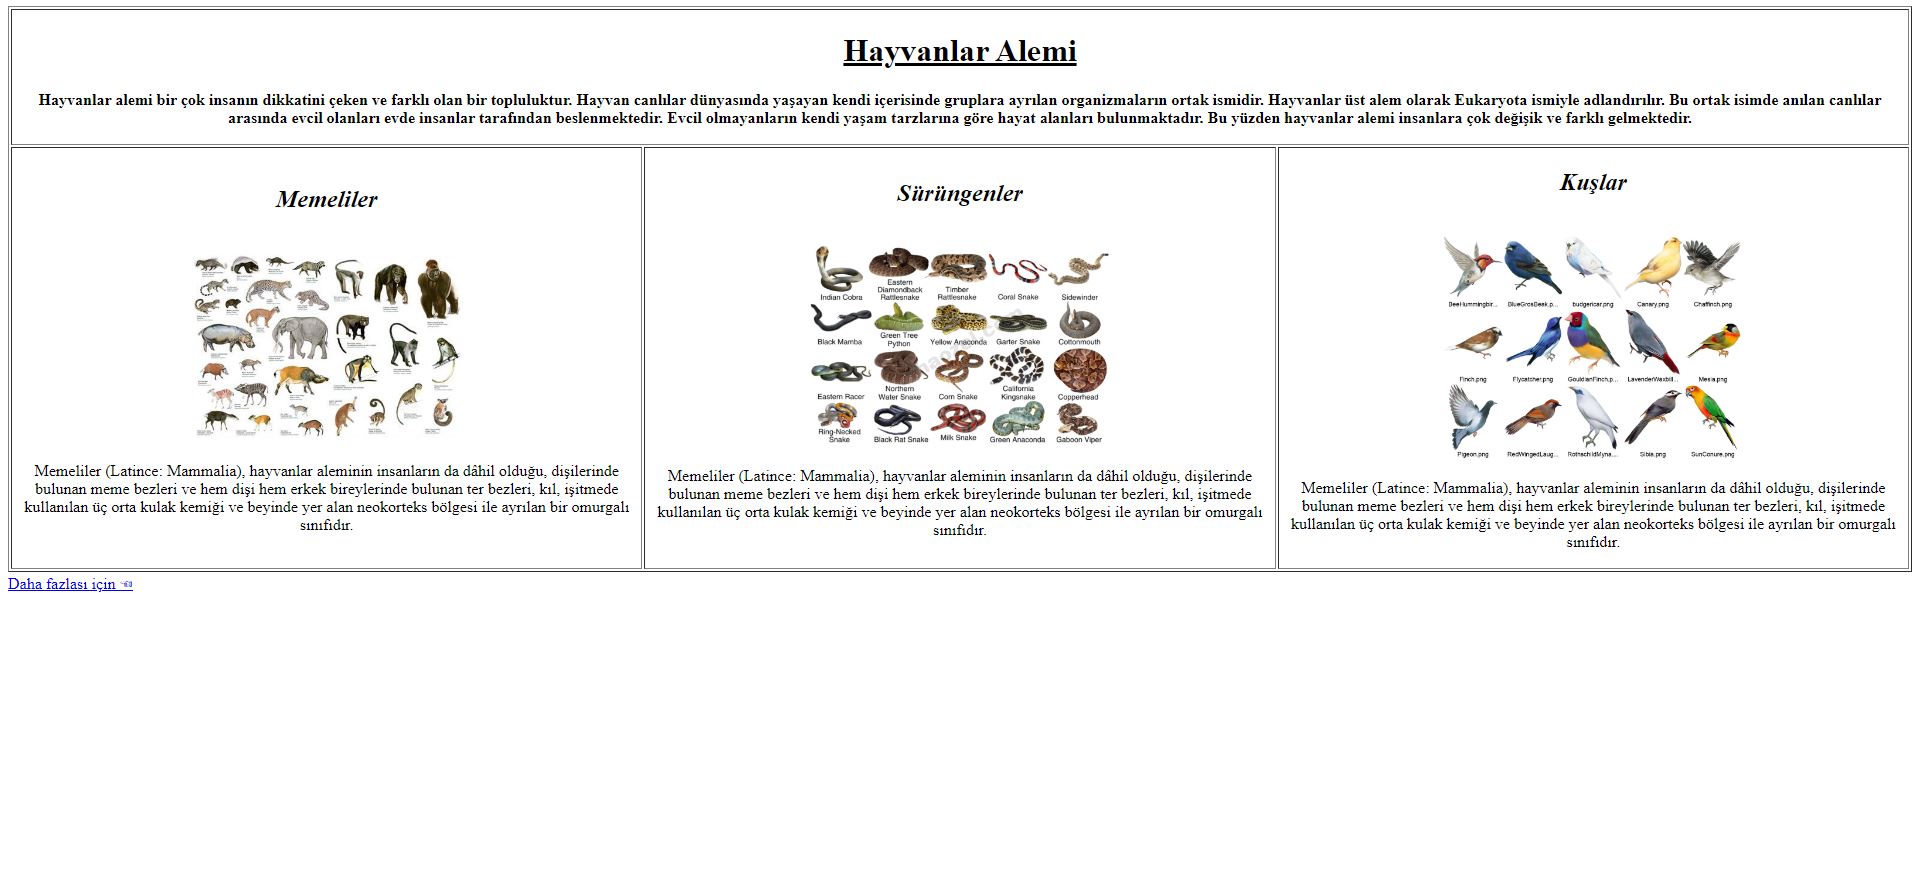 Hayvanlar Alemi
Hayvanlar alemi bir çok insanın dikkatini çeken ve farklı olan bir topluluktur. Hayvan canlılar dünyasında yaşayan kendi içerisinde gruplara ayrılan organizmaların ortak ismidir. Hayvanlar üst alem olarak Eukaryota ismiyle adlandırılır. Bu ortak isimde anılan canlılar
arasında evcil olanları evde insanlar tarafından beslenmektedir. Evcil olmayanların kendi yaşam tarzlarına göre hayat alanları bulunmaktadır. Bu yüzden hayvanlar alemi insanlara çok değişik ve farklı gelmektedir.
Memeliler
Memeliler (Latince: Mammalia), hayvanlar aleminin insanların da dâhil olduğu, dişilerinde
bulunan meme bezleri ve hem dişi hem erkek bireylerinde bulunan ter bezleri, kıl, işitmede
kullanılan üç orta kulak kemiği ve beyinde yer alan neokorteks bölgesi ile ayrılan bir omurgalı
sınıfıdır.
Sürüngenler
Indian Cobra
Eastern
Diamondback
Rattlesnake
Timber
Rattlesnake
Coral Snake
Sidewinder
Black Mamba
Green Tree
Python
Yellow Anaconda
Garter Snake
Cottonmouth
Eastern Racer
Northern
Water Snake
Corn Snake
California
Kingsnake
Copperhead
Ring-Necked
Snake
Black Rat Snake
Milk Snake
Green Anaconda
Gaboon Viper
Memeliler (Latince: Mammalia), hayvanlar aleminin insanların da dâhil olduğu, dişilerinde
bulunan meme bezleri ve hem dişi hem erkek bireylerinde bulunan ter bezleri, kıl, işitmede
kullanılan üç orta kulak kemiği ve beyinde yer alan neokorteks bölgesi ile ayrılan bir omurgalı
sınıfıdır.
Kuşlar
BeeHummingbir... BlueGrosBeak.p... budgericar.png Canary.png Chaffinch.png
Finch.png Flycatcher.png GouldianFinch.p... LavenderWaxbill... Mesia.png
Pigeon.png RedWingedLaug... RothschildMyna... Sibia.png SunConure.png
Memeliler (Latince: Mammalia), hayvanlar aleminin insanların da dâhil olduğu, dişilerinde
bulunan meme bezleri ve hem dişi hem erkek bireylerinde bulunan ter bezleri, kıl, işitmede
kullanılan üç orta kulak kemiği ve beyinde yer alan neokorteks bölgesi ile ayrılan bir omurgalı
sınıfıdır.
Daha fazlası için ☜